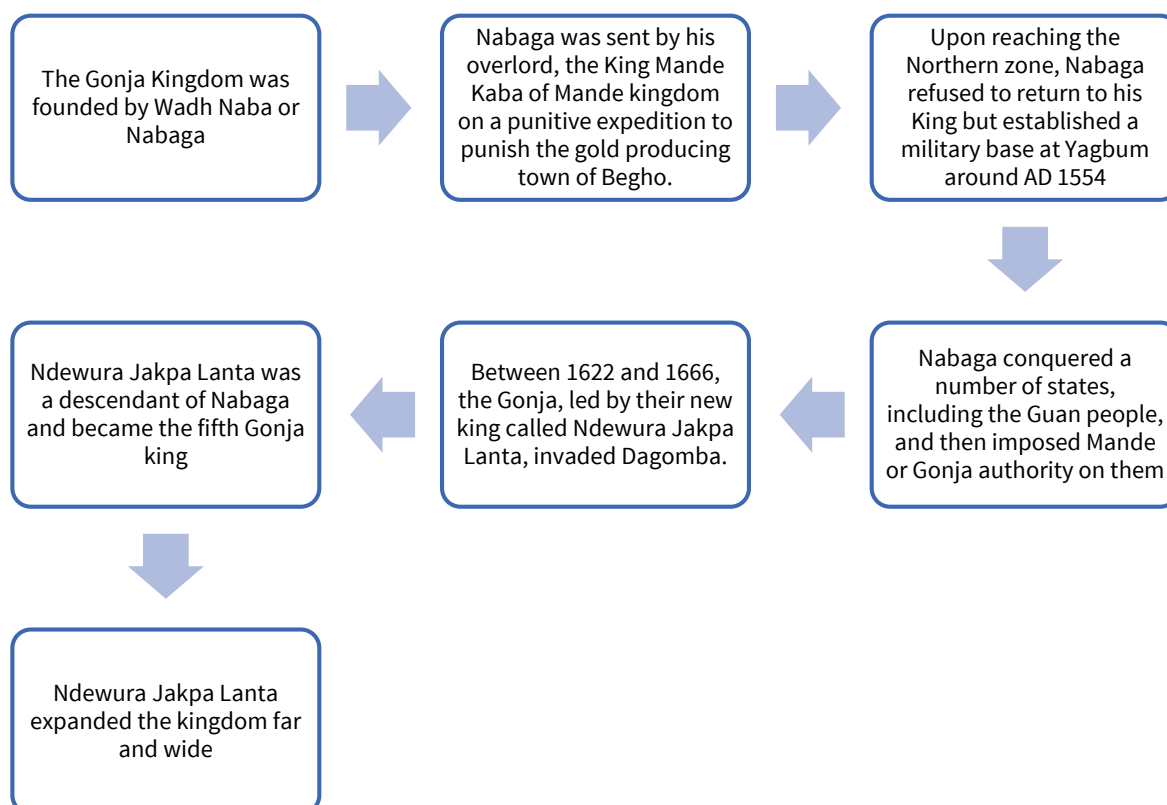 The Gonja Kingdom was
founded by Wadh Naba or
Nabaga
Nabaga was sent by his
overlord, the King Mande
Kaba of Mande kingdom
on a punitive expedition to
punish the gold producing
town of Begho.
Upon reaching the
Northern zone, Nabaga
refused to return to his
King but established a
military base at Yagbum
around AD 1554
Nabaga conquered a
number of states,
including the Guan people,
and then imposed Mande
or Gonja authority on them
Between 1622 and 1666,
the Gonja, led by their new
king called Ndewura Jakpa
Lanta, invaded Dagomba.
Ndewura Jakpa Lanta was
a descendant of Nabaga
and became the fifth Gonja
king
Ndewura Jakpa Lanta
expanded the kingdom far
and wide